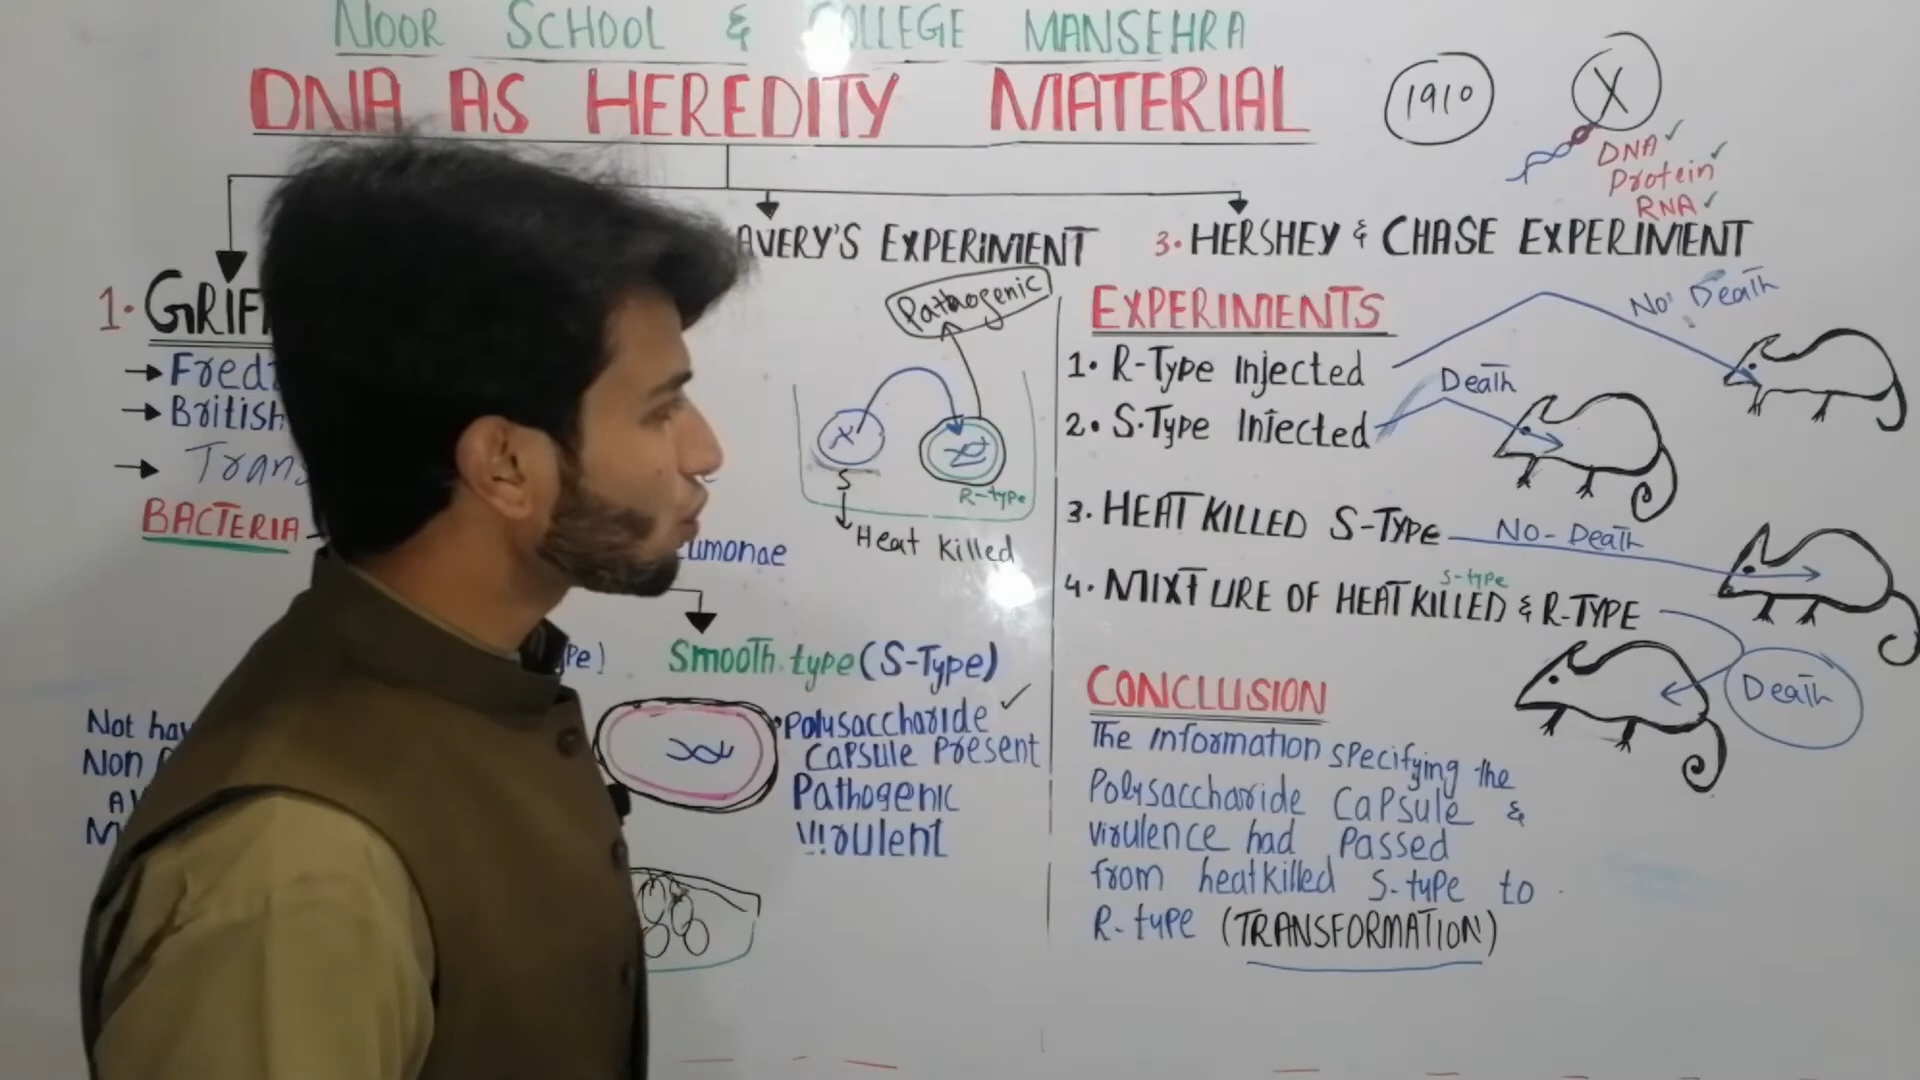 NOOR SCHOOL & COLLEGE MANSEHRA
DNA AS HEREDITY MATERIAL
1910
X
DNA ✓
Protein ✓
RNA ✓
1. GRIF
AVERY'S EXPERIMENT
3. HERSHEY & CHASE EXPERIMENT
→ Fred
→ British
→ Trans
BACTERIA
umonae
Pe)
Smooth type (S-Type)
Not hav
Non
Polysaccharide ✓
Capsule Present
Pathogenic
Virulent
Pathogenic
X
S
R-type
Heat Killed
EXPERIMENTS
1. R-Type Injected
No Death
2. S-Type Injected
Death
3. HEAT KILLED S-TYPE
NO-Death
4. MIXTURE OF HEAT KILLED & R-TYPE
S-type
Death
CONCLUSION
The information specifying the
Polysaccharide Capsule &
virulence had Passed
from heatkilled S-type to
R-type (TRANSFORMATION)